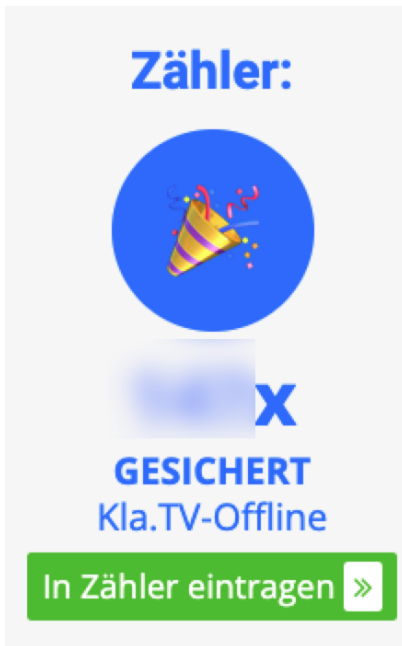 Zähler:
x
GESICHERT
Kla.TV-Offline
In Zähler eintragen »